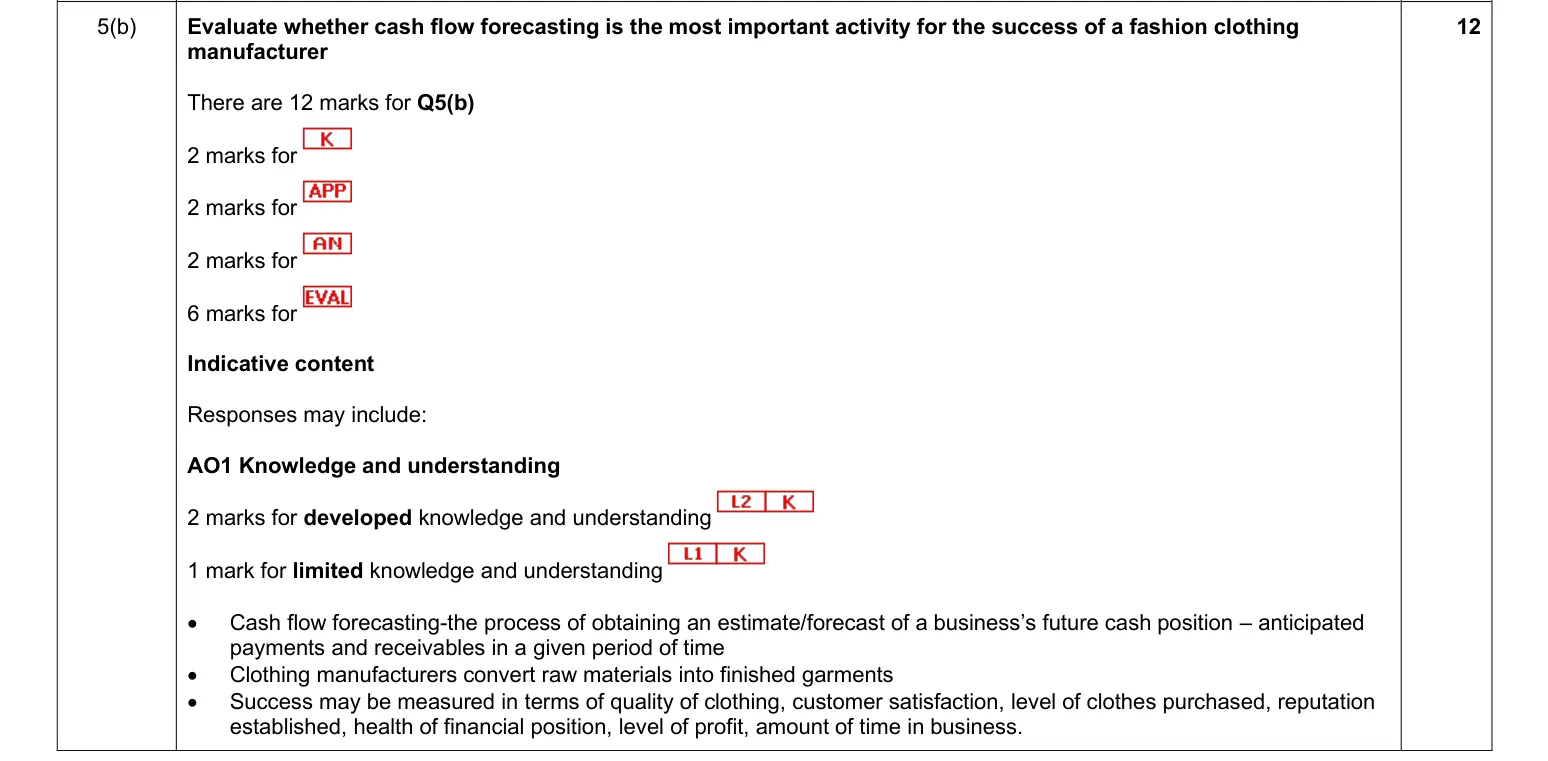 5(b) Evaluate whether cash flow forecasting is the most important activity for the success of a fashion clothing 12
manufacturer
There are 12 marks for Q5(b)
2 marks for K
2 marks for APP
2 marks for AN
6 marks for EVAL
Indicative content
Responses may include:
AO1 Knowledge and understanding
2 marks for developed knowledge and understanding L2 K
1 mark for limited knowledge and understanding L1 K
• Cash flow forecasting-the process of obtaining an estimate/forecast of a business’s future cash position – anticipated
payments and receivables in a given period of time
• Clothing manufacturers convert raw materials into finished garments
• Success may be measured in terms of quality of clothing, customer satisfaction, level of clothes purchased, reputation
established, health of financial position, level of profit, amount of time in business.